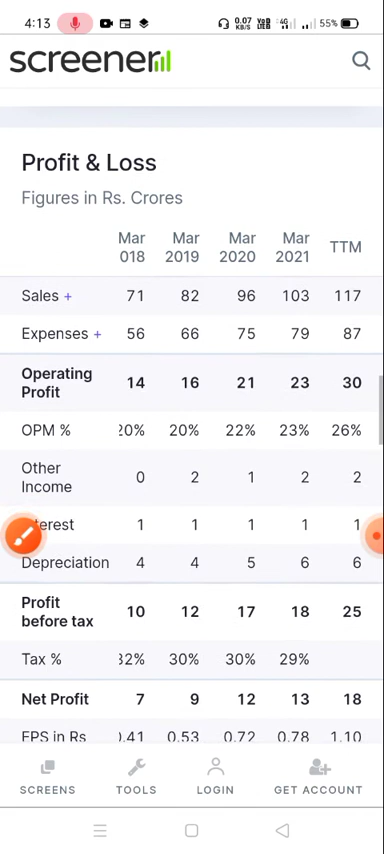 4:13 0.07 KB/S 4G 55%
screener
Profit & Loss
Figures in Rs. Crores
Mar 018 Mar 2019 Mar 2020 Mar 2021 TTM
Sales + 71 82 96 103 117
Expenses + 56 66 75 79 87
Operating Profit 14 16 21 23 30
OPM % 20% 20% 22% 23% 26%
Other Income 0 2 1 2 2
terest 1 1 1 1 1
Depreciation 4 4 5 6 6
Profit before tax 10 12 17 18 25
Tax % 32% 30% 30% 29%
Net Profit 7 9 12 13 18
EPS in Rs 0.41 0.53 0.72 0.78 1.10
SCREENS TOOLS LOGIN GET ACCOUNT